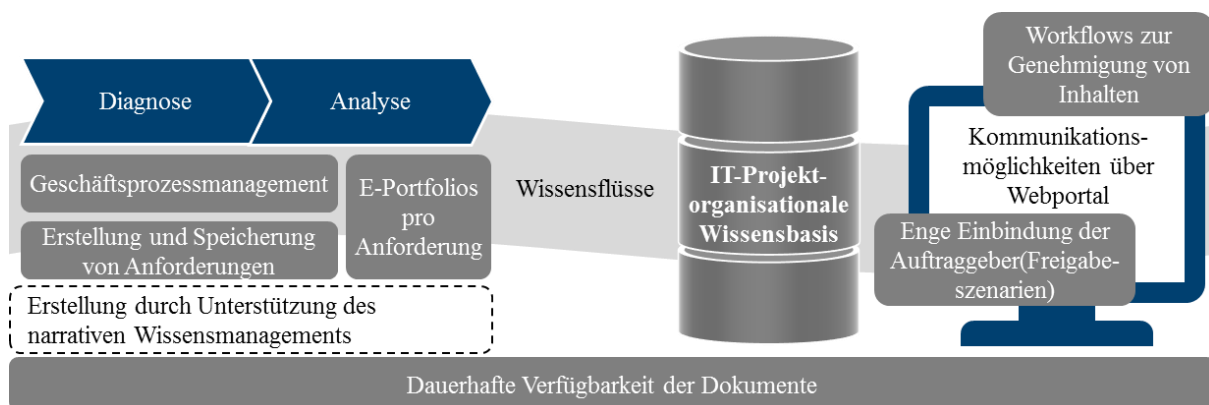 Diagnose
Analyse
Geschäftsprozessmanagement
Erstellung und Speicherung
von Anforderungen
E-Portfolios
pro
Anforderung
Erstellung durch Unterstützung des
narrativen Wissensmanagements
Wissensflüsse
IT-Projekt-
organisationale
Wissensbasis
Workflows zur
Genehmigung von
Inhalten
Kommunikations-
möglichkeiten über
Webportal
Enge Einbindung der
Auftraggeber(Freigabe-
szenarien)
Dauerhafte Verfügbarkeit der Dokumente